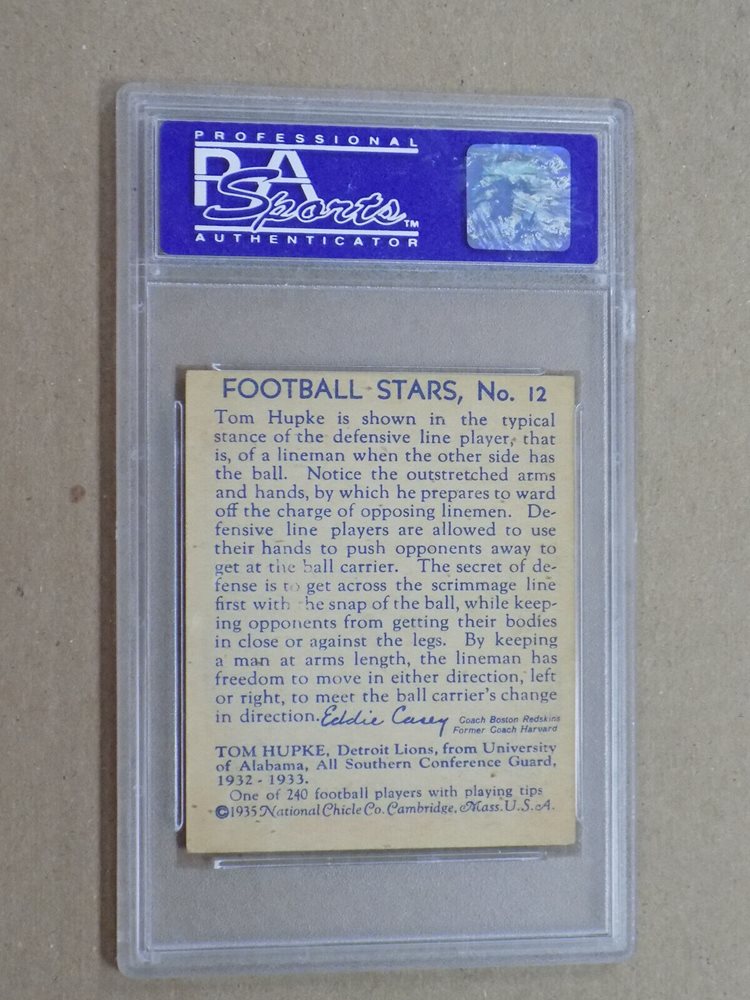 PROFESSIONAL
PSA
Sports™
AUTHENTICATOR
FOOTBALL STARS, No. 12
Tom Hupke is shown in the typical
stance of the defensive line player, that
is, of a lineman when the other side has
the ball. Notice the outstretched arms
and hands, by which he prepares to ward
off the charge of opposing linemen. De-
fensive line players are allowed to use
their hands to push opponents away to
get at the ball carrier. The secret of de-
fense is to get across the scrimmage line
first with the snap of the ball, while keep-
ing opponents from getting their bodies
in close or against the legs. By keeping
a man at arms length, the lineman has
freedom to move in either direction, left
or right, to meet the ball carrier's change
in direction. Eddie Casey Coach Boston Redskins
Former Coach Harvard
TOM HUPKE, Detroit Lions, from University
of Alabama, All Southern Conference Guard,
1932 - 1933.
One of 240 football players with playing tips
©1935 National Chicle Co. Cambridge, Mass. U.S.A.